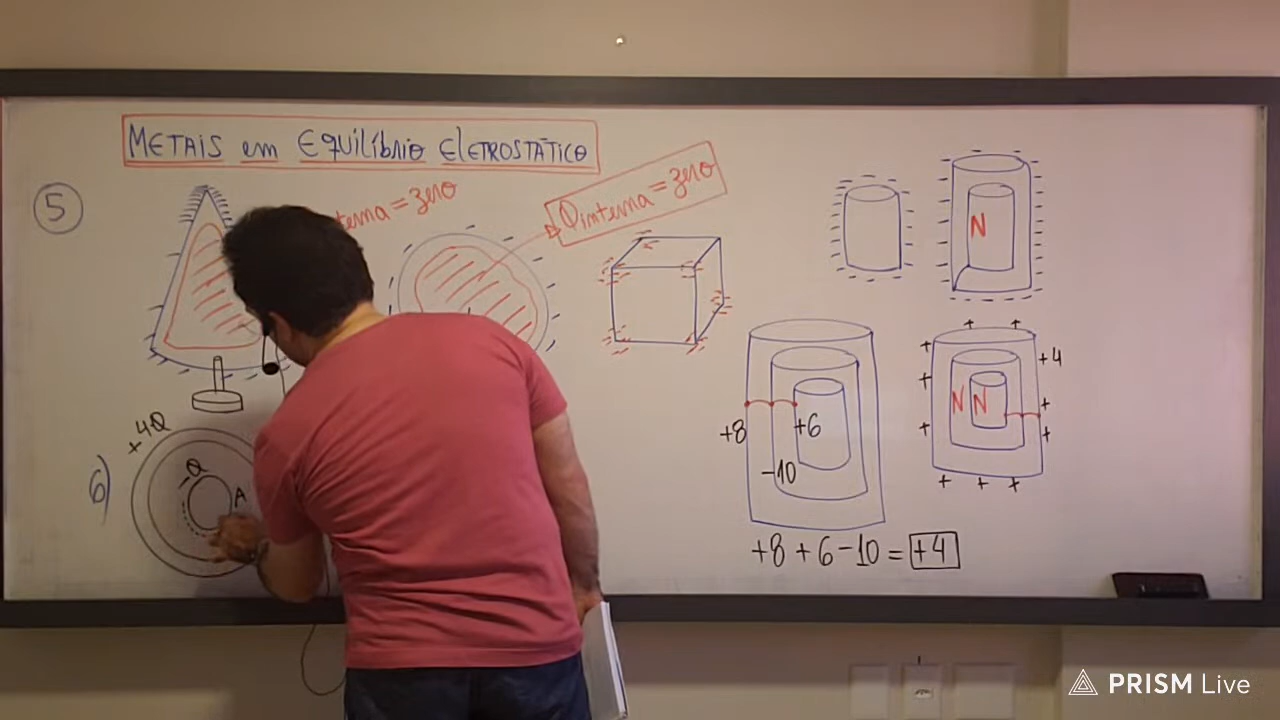 METAIS em EQUILÍBRIO ELETROSTÁTICO
5
terna = zero
Qinterna = zero
N
+4
N N
+8
+6
-10
+8 + 6 - 10 = +4
6)
+4Q
-Q
A
PRISM Live